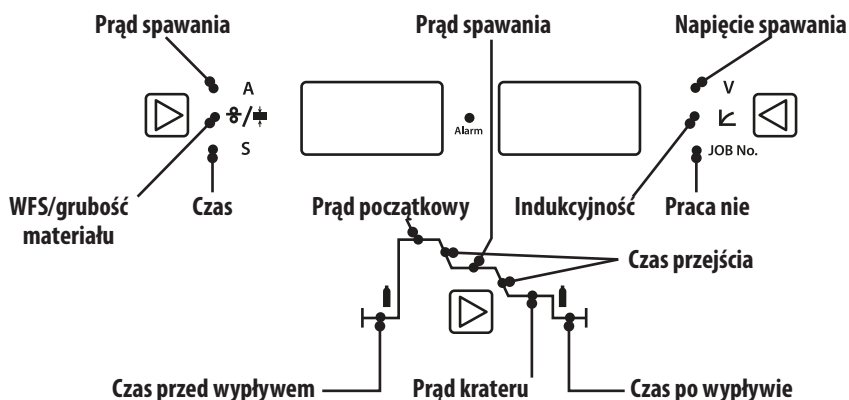 Prąd spawania
Prąd spawania
Napięcie spawania
A
V
Alarm
S
JOB No.
WFS/grubość
materiału
Czas
Prąd początkowy
Indukcyjność
Praca nie
Czas przejścia
Czas przed wypływem
Prąd krateru
Czas po wypływie